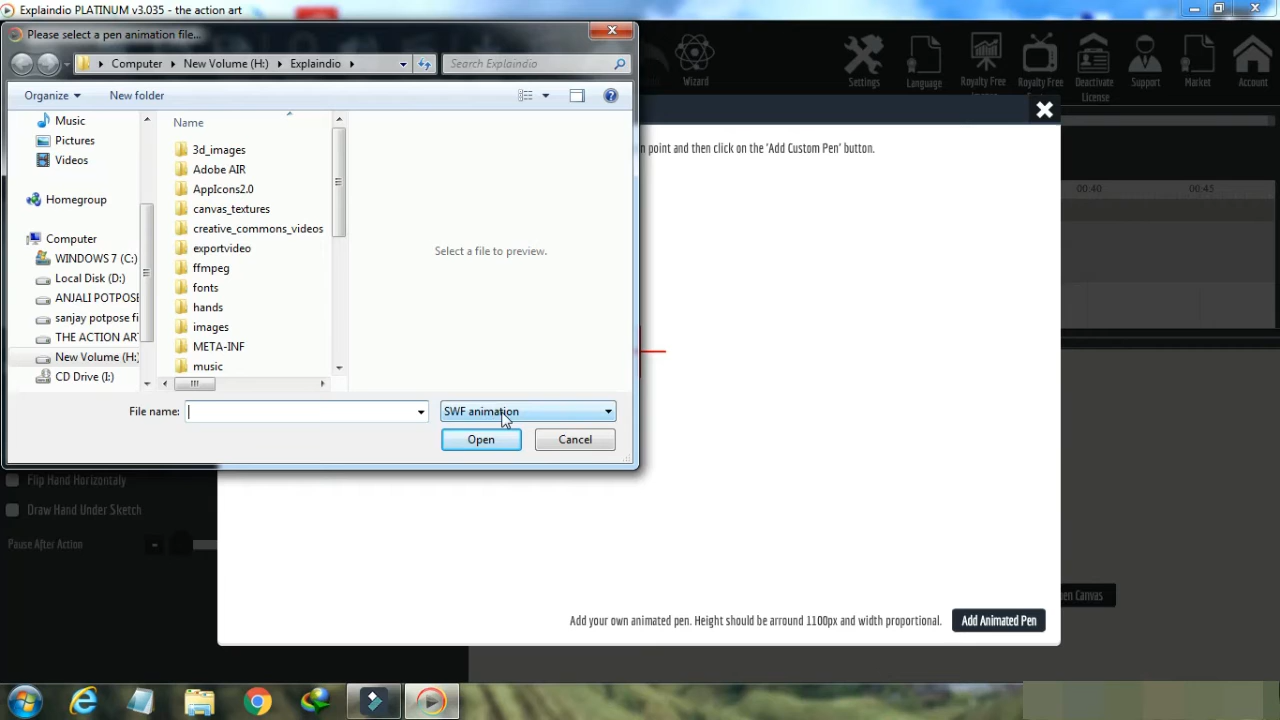 Explaindio PLATINUM v3.035 - the action art
Please select a pen animation file...
Computer
New Volume (H:)
Explaindio
Search Explaindio
Organize
New folder
Music
Pictures
Videos
Homegroup
Computer
WINDOWS 7 (C:)
Local Disk (D:)
ANJALI POTPOSE
sanjay potpose fi
THE ACTION AR
New Volume (H:
CD Drive (I:)
Name
3d_images
Adobe AIR
AppIcons2.0
canvas_textures
creative_commons_videos
exportvideo
ffmpeg
fonts
hands
images
META-INF
music
Select a file to preview.
File name:
SWF animation
Open
Cancel
Wizard
Settings
Language
Royalty Free
Royalty Free
Deactivate
License
Support
Market
Account
n point and then click on the 'Add Custom Pen' button.
00:40
00:45
Flip Hand Horizontaly
Draw Hand Under Sketch
Pause After Action
en Canvas
Add your own animated pen. Height should be arround 1100px and width proportional.
Add Animated Pen